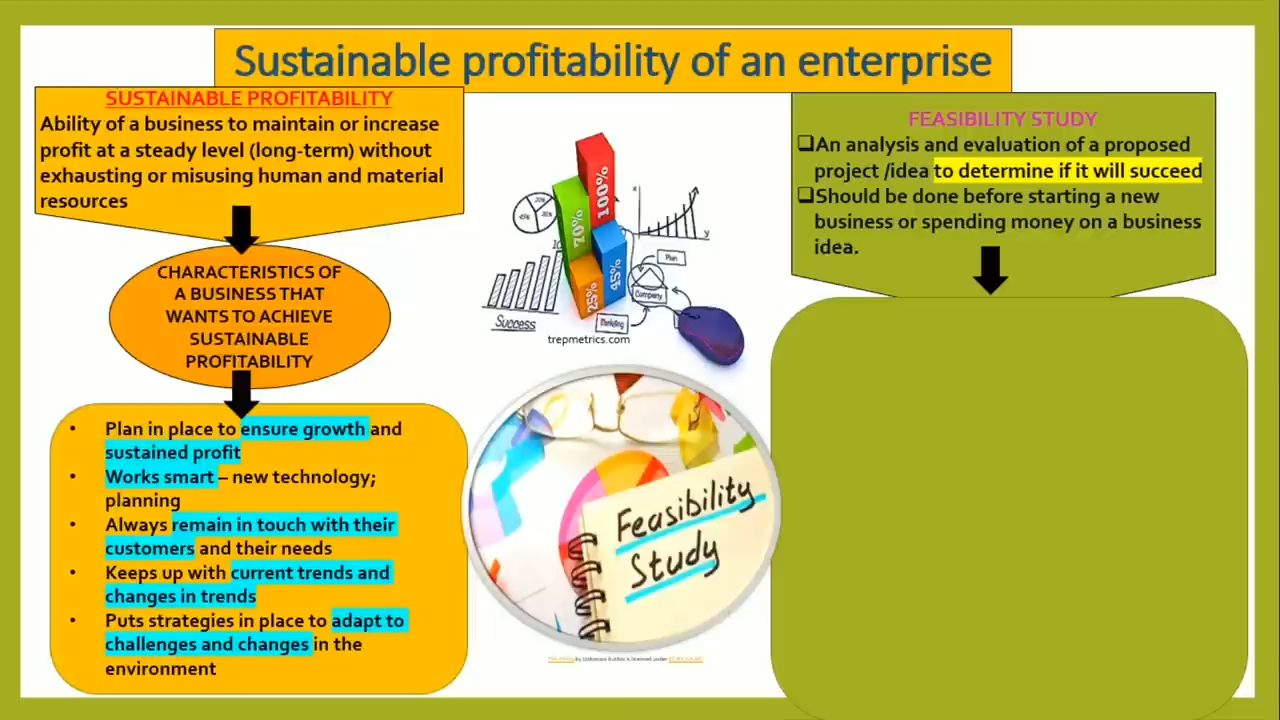 Sustainable profitability of an enterprise
SUSTAINABLE PROFITABILITY
Ability of a business to maintain or increase
profit at a steady level (long-term) without
exhausting or misusing human and material
resources
CHARACTERISTICS OF
A BUSINESS THAT
WANTS TO ACHIEVE
SUSTAINABLE
PROFITABILITY
• Plan in place to ensure growth and
sustained profit
• Works smart – new technology;
planning
• Always remain in touch with their
customers and their needs
• Keeps up with current trends and
changes in trends
• Puts strategies in place to adapt to
challenges and changes in the
environment
100%
70%
45%
25%
x
y
Plan
Company
Marketing
Success
trepmetrics.com
Feasibility
Study
FEASIBILITY STUDY
❑An analysis and evaluation of a proposed
project /idea to determine if it will succeed
❑Should be done before starting a new
business or spending money on a business
idea.